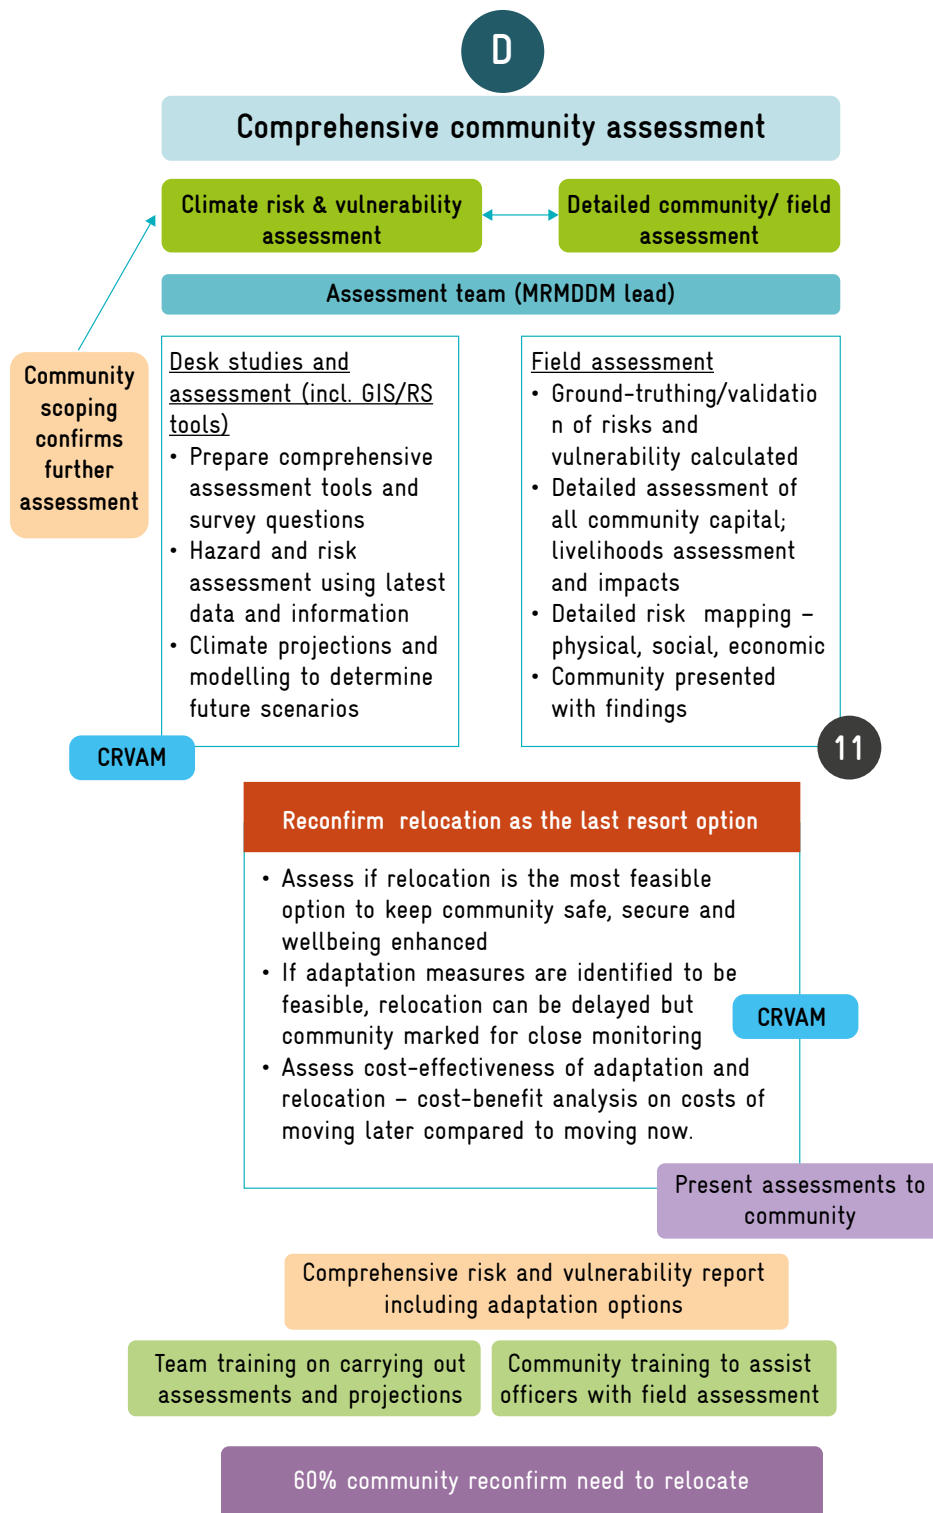 D
Comprehensive community assessment
Climate risk & vulnerability
assessment
Detailed community/ field
assessment
Assessment team (MRMDDM lead)
Community
scoping
confirms
further
assessment
Desk studies and
assessment (incl. GIS/RS
tools)
• Prepare comprehensive
assessment tools and
survey questions
• Hazard and risk
assessment using latest
data and information
• Climate projections and
modelling to determine
future scenarios
CRVAM
Field assessment
• Ground-truthing/validatio
n of risks and
vulnerability calculated
• Detailed assessment of
all community capital;
livelihoods assessment
and impacts
• Detailed risk mapping –
physical, social, economic
• Community presented
with findings
11
Reconfirm relocation as the last resort option
• Assess if relocation is the most feasible
option to keep community safe, secure and
wellbeing enhanced
• If adaptation measures are identified to be
feasible, relocation can be delayed but
community marked for close monitoring
• Assess cost-effectiveness of adaptation and
relocation – cost-benefit analysis on costs of
moving later compared to moving now.
CRVAM
Present assessments to
community
Comprehensive risk and vulnerability report
including adaptation options
Team training on carrying out
assessments and projections
Community training to assist
officers with field assessment
60% community reconfirm need to relocate